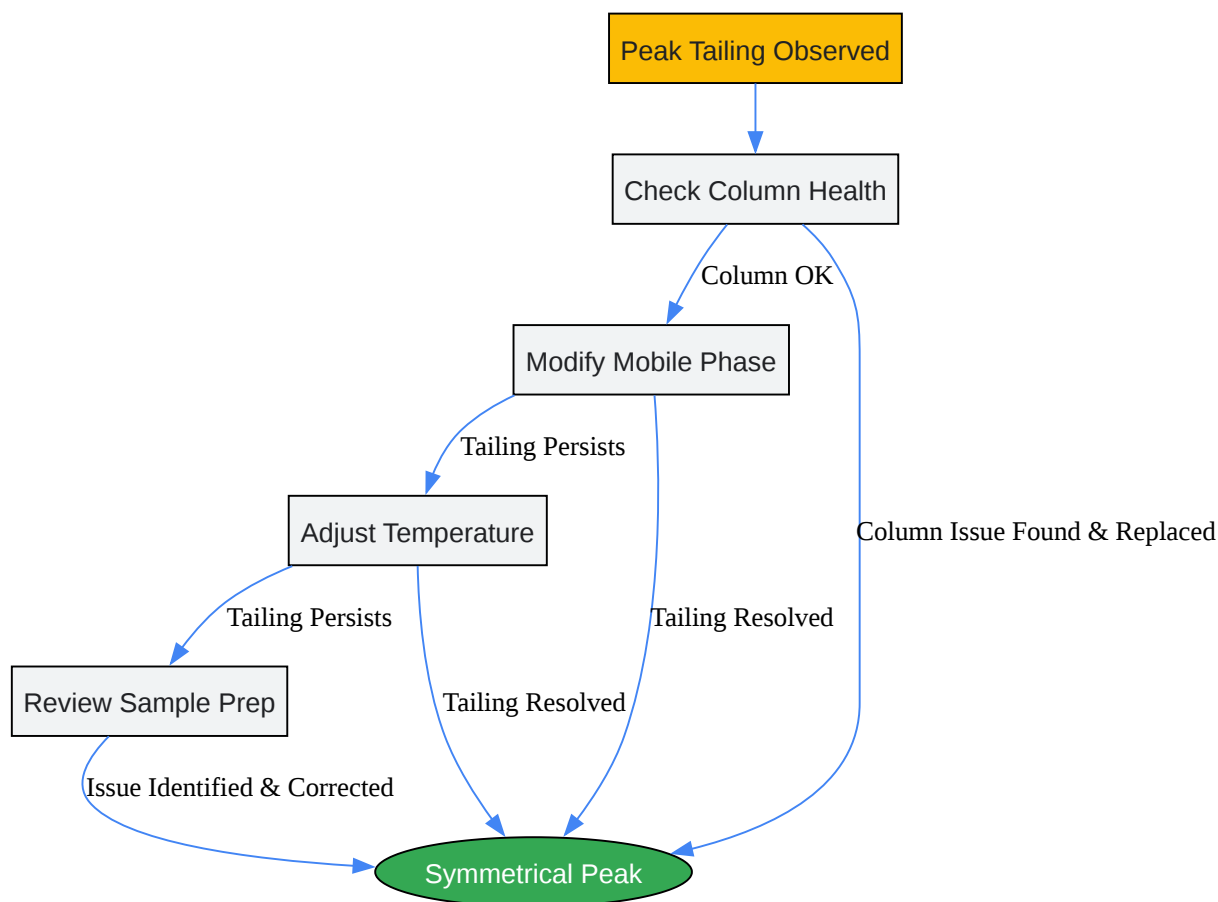 Peak Tailing Observed
Check Column Health
Column OK
Modify Mobile Phase
Tailing Persists
Adjust Temperature
Column Issue Found & Replaced
Tailing Persists
Tailing Resolved
Review Sample Prep
Tailing Resolved
Issue Identified & Corrected
Symmetrical Peak